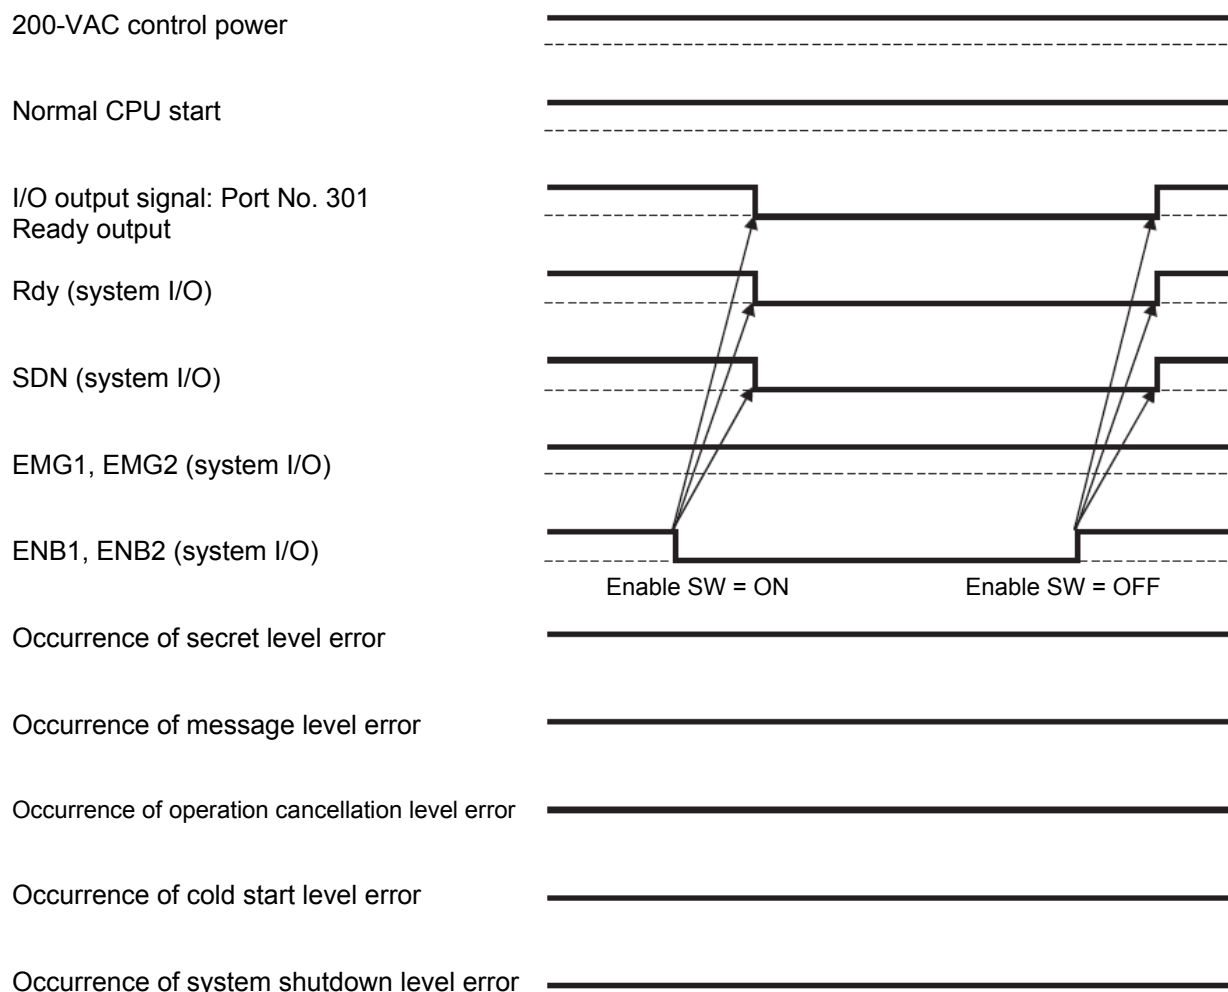 200-VAC control power
Normal CPU start
I/O output signal: Port No. 301
Ready output
Rdy (system I/O)
SDN (system I/O)
EMG1, EMG2 (system I/O)
ENB1, ENB2 (system I/O)
Enable SW = ON
Enable SW = OFF
Occurrence of secret level error
Occurrence of message level error
Occurrence of operation cancellation level error
Occurrence of cold start level error
Occurrence of system shutdown level error